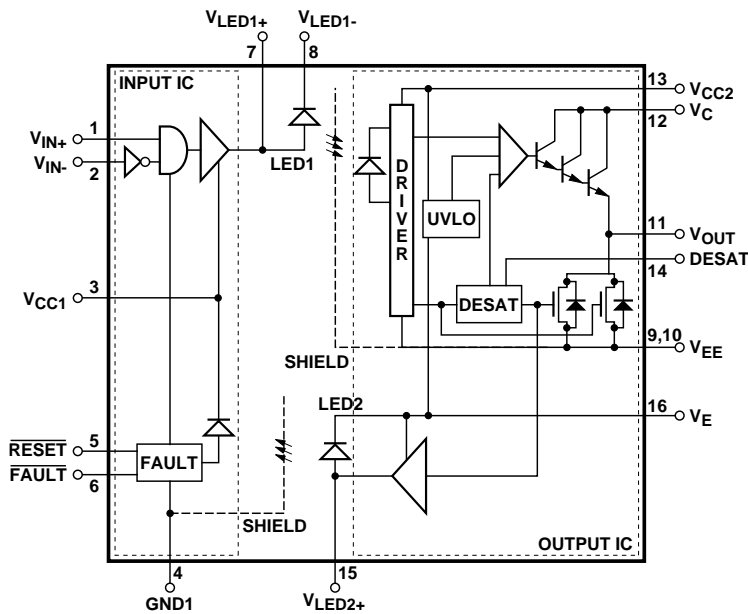 VLED1+
VLED1-
7
8
INPUT IC
13
VCC2
VC
12
1
VIN+
VIN-
2
LED1
DRIVER
UVLO
11
VOUT
DESAT
14
3
VCC1
DESAT
9,10
VEE
SHIELD
LED2
16
VE
5
RESET
FAULT
FAULT
6
SHIELD
OUTPUT IC
4
15
GND1
VLED2+